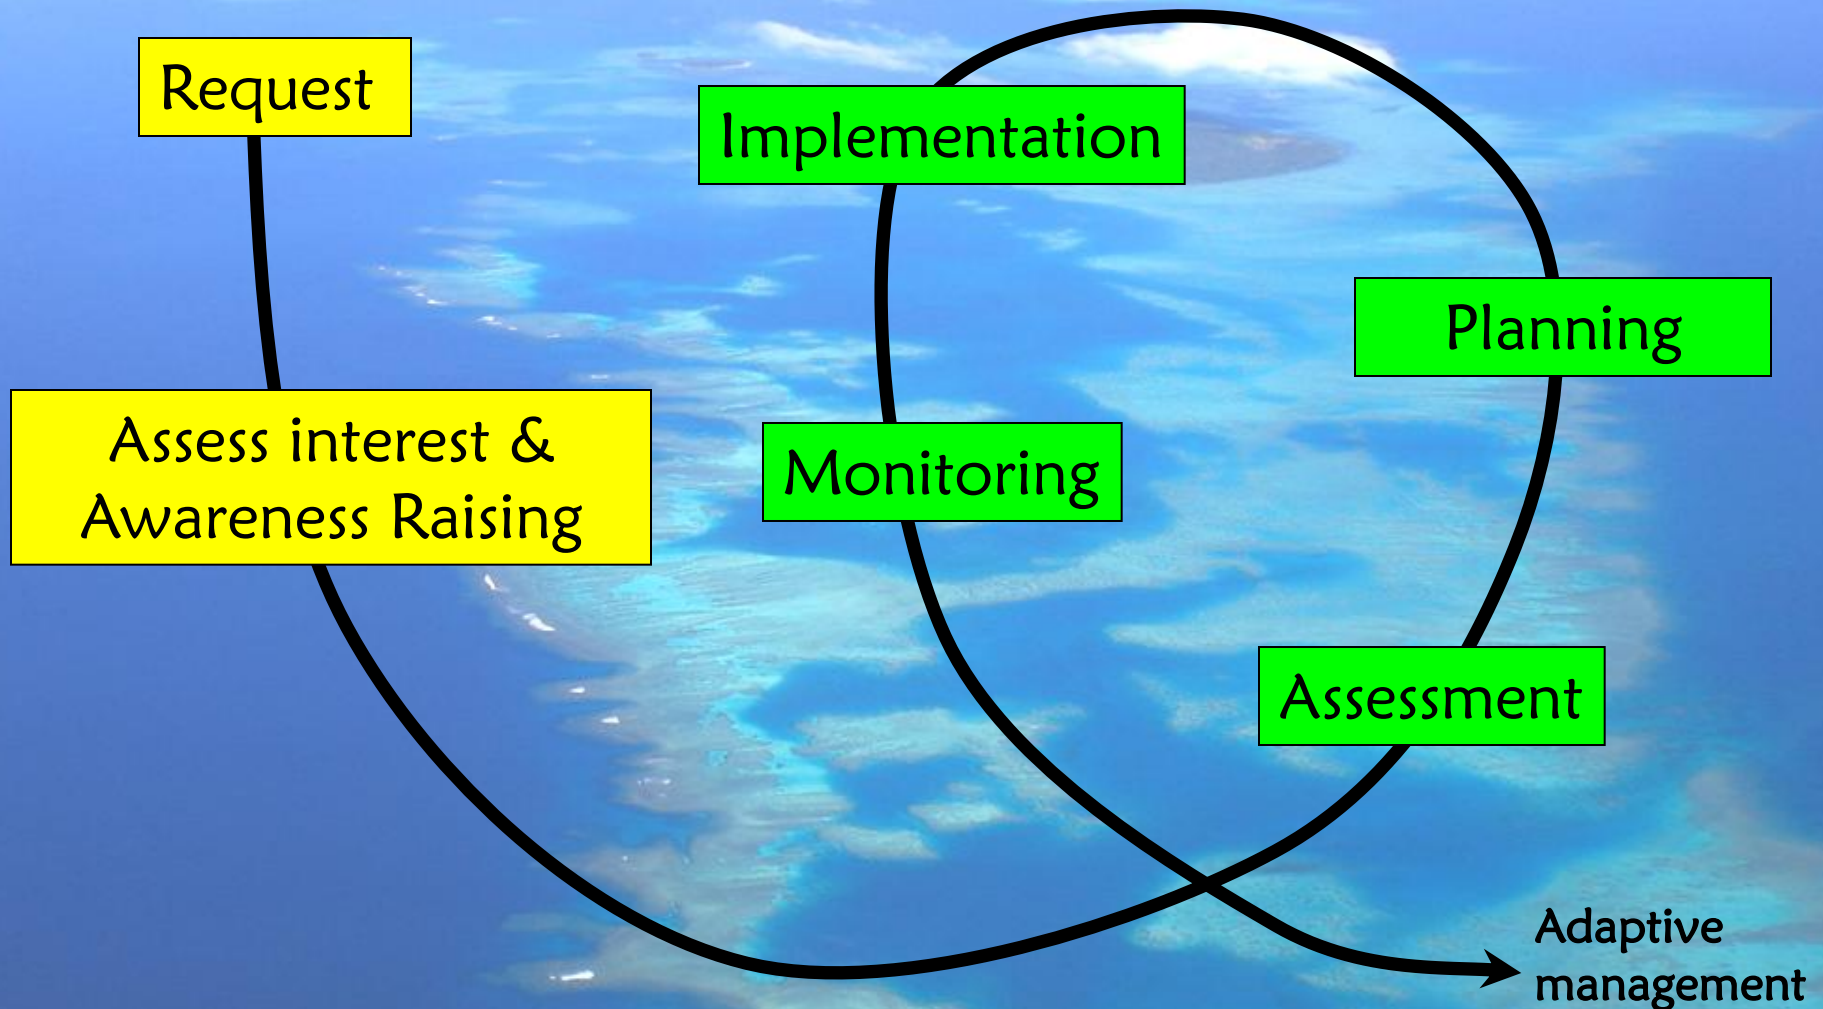 Request
Implementation
Planning
Assess interest &
Awareness Raising
Monitoring
Assessment
Adaptive
management